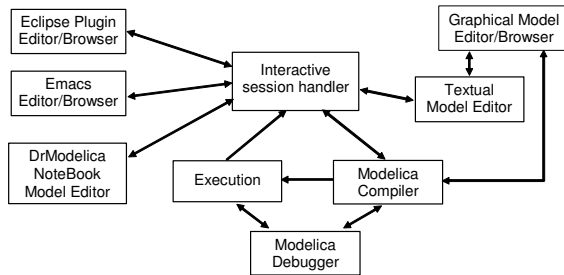 Eclipse Plugin
Editor/Browser
Graphical Model
Editor/Browser
Interactive
session handler
Emacs
Editor/Browser
Textual
Model Editor
DrModelica
NoteBook
Model Editor
Execution
Modelica
Compiler
Modelica
Debugger